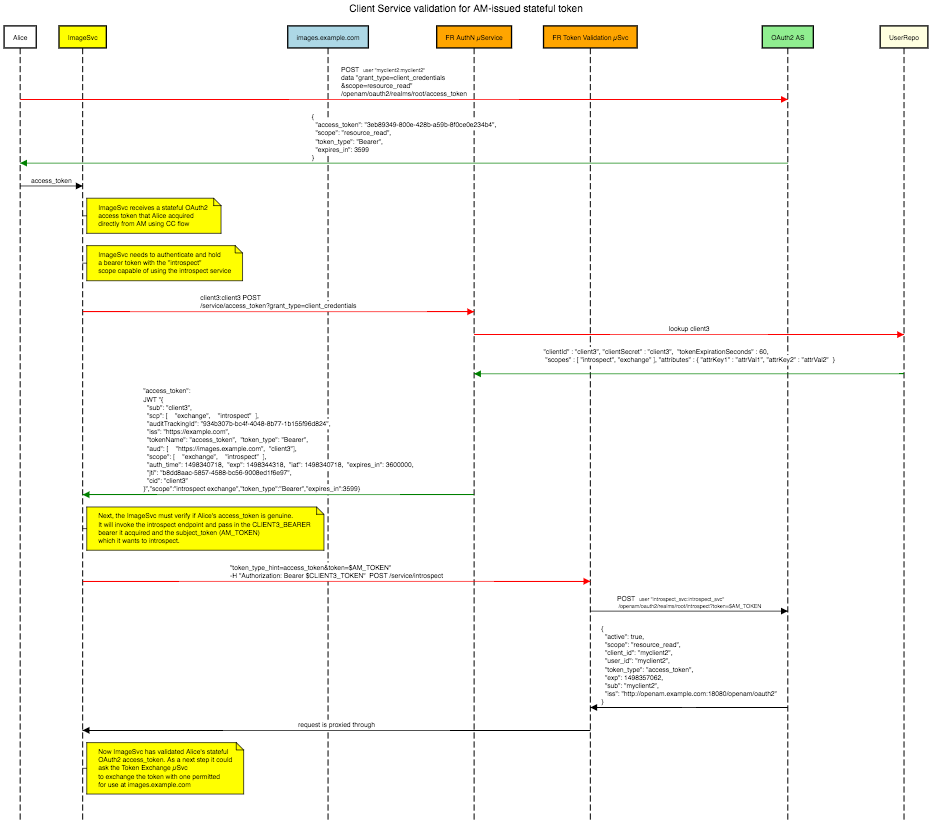 Client Service validation for AM-issued stateful token
Alice
ImageSvc
images.example.com
FR AuthN µService
FR Token Validation µSvc
OAuth2 AS
UserRepo
POST user "myclient2:myclient2"
data "grant_type=client_credentials
&scope=resource_read"
/openam/oauth2/realms/root/access_token
{
"access_token": "3eb89349-800e-428b-a59b-8f0ce0e234b4",
"scope": "resource_read",
"token_type": "Bearer",
"expires_in": 3599
}
access_token
ImageSvc receives a stateful OAuth2
access token that Alice acquired
directly from AM using CC flow
ImageSvc needs to authenticate and hold
a bearer token with the "introspect"
scope capable of using the introspect service
client3:client3 POST
/service/access_token?grant_type=client_credentials
lookup client3
"clientId" : "client3", "clientSecret" : "client3", "tokenExpirationSeconds" : 60,
"scopes" : [ "introspect", "exchange" ], "attributes" : { "attrKey1" : "attrVal1", "attrKey2" : "attrVal2" }
"access_token":
JWT "{
"sub": "client3",
"scp": [ "exchange", "introspect" ],
"auditTrackingId": "934b307b-bc4f-4048-8b77-1b155f96d824",
"iss": "https://example.com",
"tokenName": "access_token", "token_type": "Bearer",
"aud": [ "https://images.example.com", "client3"],
"scope": [ "exchange", "introspect" ],
"auth_time": 1498340718, "exp": 1498344318, "iat": 1498340718, "expires_in": 3600000,
"jti": "b8dd8aac-5857-4588-bc56-9008ed1f6e97",
"cid": "client3"
}","scope":"introspect exchange","token_type":"Bearer","expires_in":3599}
Next, the ImageSvc must verify if Alice's access_token is genuine.
It will invoke the introspect endpoint and pass in the CLIENT3_BEARER
bearer it acquired and the subject_token (AM_TOKEN)
which it wants to introspect.
"token_type_hint=access_token&token=$AM_TOKEN"
-H "Authorization: Bearer $CLIENT3_TOKEN" POST /service/introspect
POST user "introspect_svc:introspect_svc"
/openam/oauth2/realms/root/introspect?token=$AM_TOKEN
{
"active": true,
"scope": "resource_read",
"client_id": "myclient2",
"user_id": "myclient2",
"token_type": "access_token",
"exp": 1498357062,
"sub": "myclient2",
"iss": "http://openam.example.com:18080/openam/oauth2"
}
request is proxied through
Now ImageSvc has validated Alice's stateful
OAuth2 access_token. As a next step it could
ask the Token Exchange µSvc
to exchange the token with one permitted
for use at images.example.com